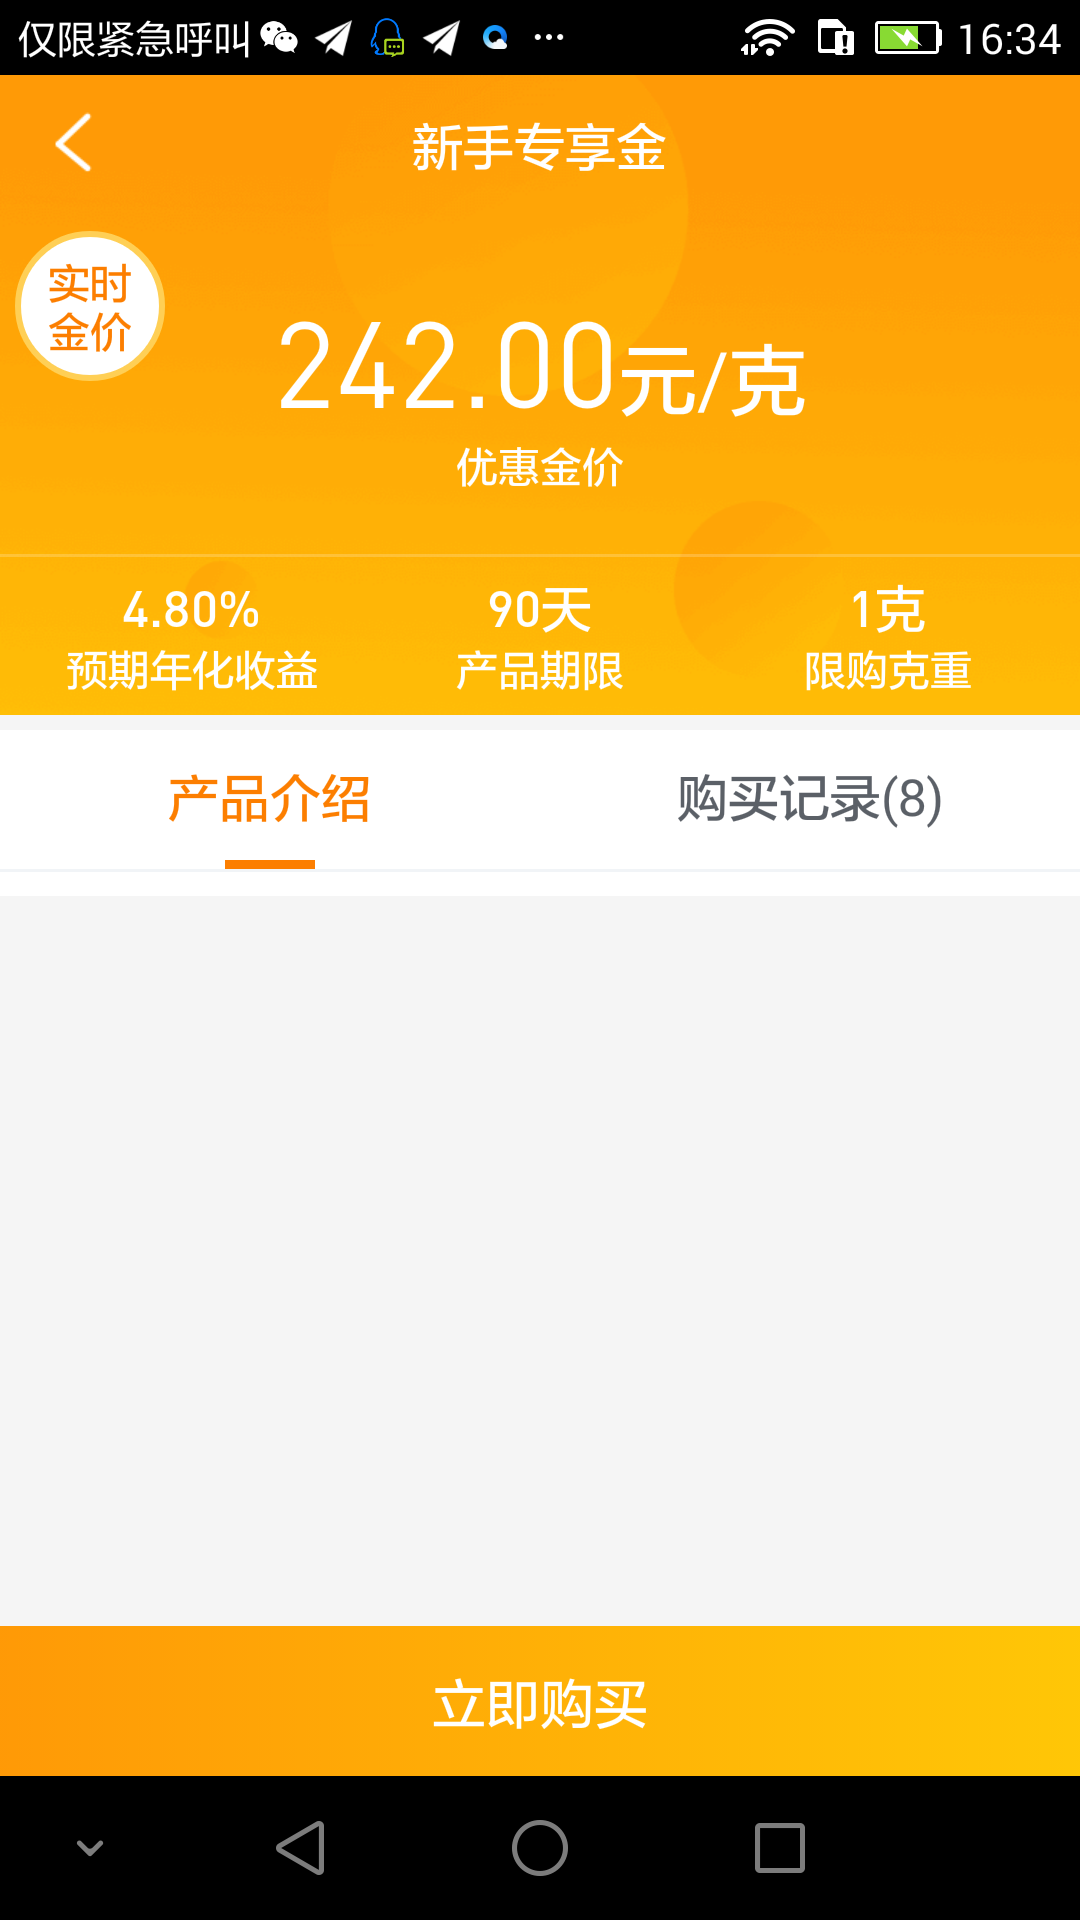 仅限紧急呼叫 16:34
新手专享金
实时
金价
242.00元/克
优惠金价
4.80% 90天 1克
预期年化收益 产品期限 限购克重
产品介绍 购买记录(8)
立即购买